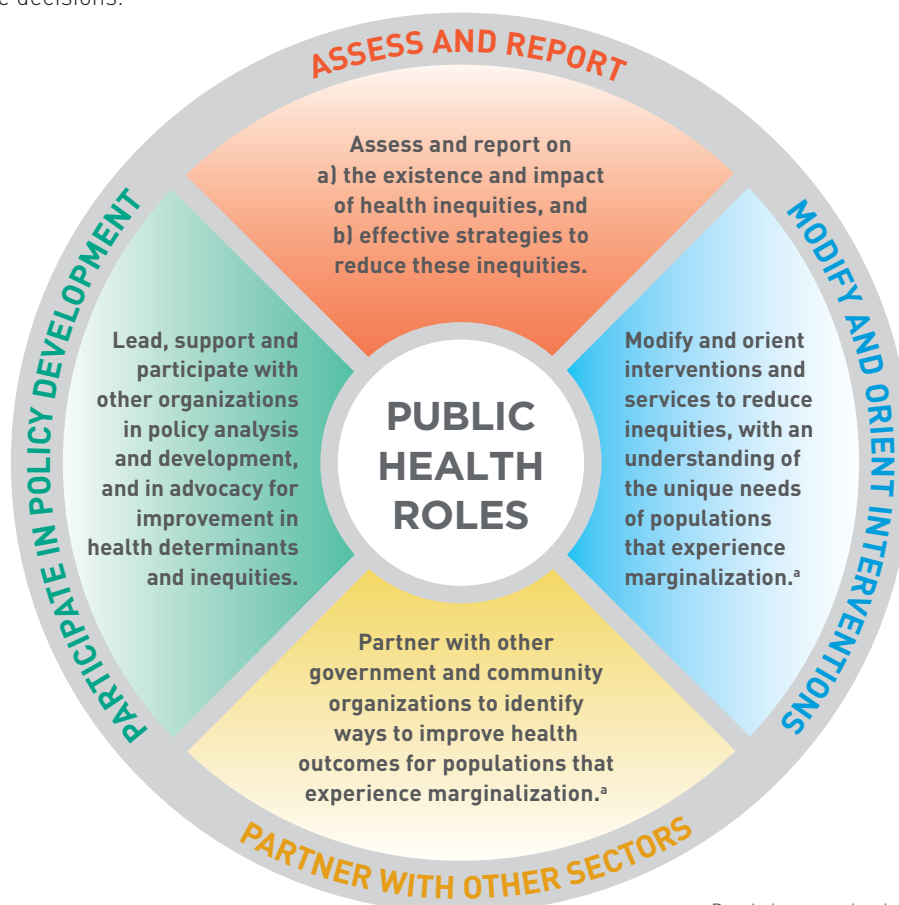 decisions.
ASSESS AND REPORT
Assess and report on
a) the existence and impact
of health inequities, and
b) effective strategies to
reduce these inequities.
MODIFY AND ORIENT INTERVENTIONS
Modify and orient
interventions and
services to reduce
inequities, with an
understanding of
the unique needs
of populations
that experience
marginalization.ᵃ
PARTNER WITH OTHER SECTORS
Partner with other
government and community
organizations to identify
ways to improve health
outcomes for populations that
experience marginalization.ᵃ
PARTICIPATE IN POLICY DEVELOPMENT
Lead, support and
participate with
other organizations
in policy analysis
and development,
and in advocacy for
improvement in
health determinants
and inequities.
PUBLIC
HEALTH
ROLES